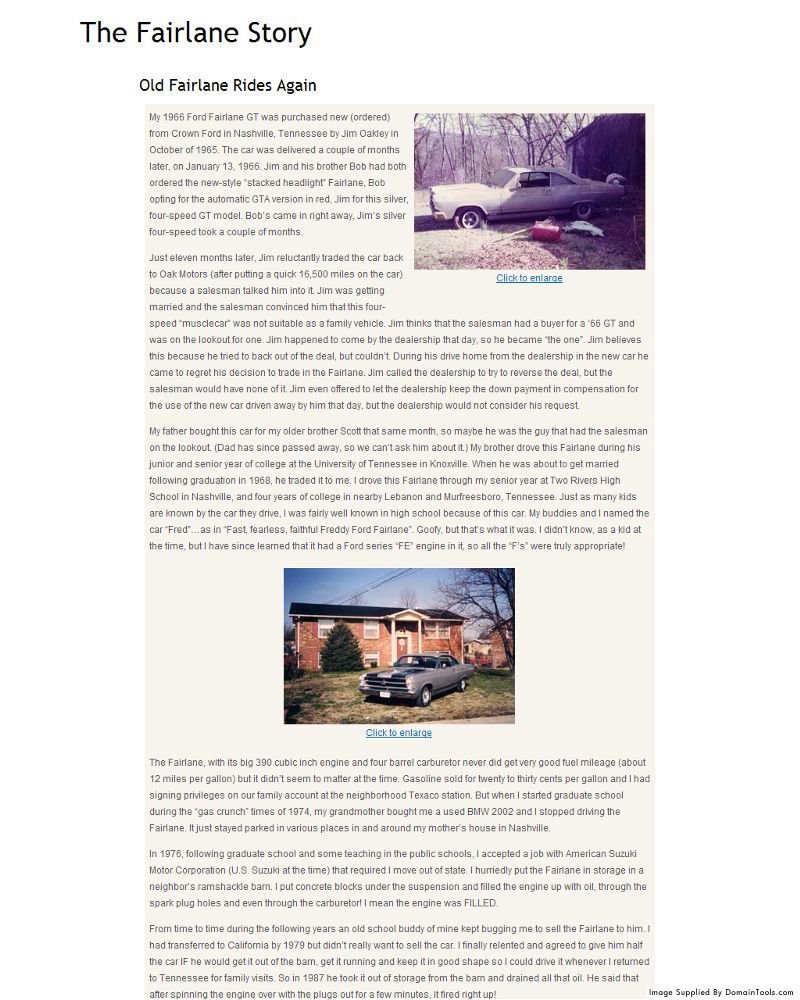 The Fairlane Story
Old Fairlane Rides Again
My 1966 Ford Fairlane GT was purchased new (ordered)
from Crown Ford in Nashville, Tennessee by Jim Oakley in
October of 1965. The car was delivered a couple of months
later, on January 13, 1966. Jim and his brother Bob had both
ordered the new-style “stacked headlight” Fairlane, Bob
opting for the automatic GTA version in red, Jim for this silver,
four-speed GT model. Bob’s came in right away, Jim’s silver
four-speed took a couple of months.
Click to enlarge
Just eleven months later, Jim reluctantly traded the car back
to Oak Motors (after putting a quick 16,500 miles on the car)
because a salesman talked him into it. Jim was getting
married and the salesman convinced him that this four-
speed “musclecar” was not suitable as a family vehicle. Jim thinks that the salesman had a buyer for a ‘66 GT and
was on the lookout for one. Jim happened to come by the dealership that day, so he became “the one”. Jim believes
this because he tried to back out of the deal, but couldn’t. During his drive home from the dealership in the new car he
came to regret his decision to trade in the Fairlane. Jim called the dealership to try to reverse the deal, but the
salesman would have none of it. Jim even offered to let the dealership keep the down payment in compensation for
the use of the new car driven away by him that day, but the dealership would not consider his request.
My father bought this car for my older brother Scott that same month, so maybe he was the guy that had the salesman
on the lookout. (Dad has since passed away, so we can’t ask him about it.) My brother drove this Fairlane during his
junior and senior year of college at the University of Tennessee in Knoxville. When he was about to get married
following graduation in 1968, he traded it to me. I drove this Fairlane through my senior year at Two Rivers High
School in Nashville, and four years of college in nearby Lebanon and Murfreesboro, Tennessee. Just as many kids
are known by the car they drive, I was fairly well known in high school because of this car. My buddies and I named the
car “Fred”…as in “Fast, fearless, faithful Freddy Ford Fairlane”. Goofy, but that’s what it was. I didn’t know, as a kid at
the time, but I have since learned that it had a Ford series “FE” engine in it, so all the “F’s” were truly appropriate!
Click to enlarge
The Fairlane, with its big 390 cubic inch engine and four barrel carburetor never did get very good fuel mileage (about
12 miles per gallon) but it didn’t seem to matter at the time. Gasoline sold for twenty to thirty cents per gallon and I had
signing privileges on our family account at the neighborhood Texaco station. But when I started graduate school
during the “gas crunch” times of 1974, my grandmother bought me a used BMW 2002 and I stopped driving the
Fairlane. It just stayed parked in various places in and around my mother’s house in Nashville.
In 1976, following graduate school and some teaching in the public schools, I accepted a job with American Suzuki
Motor Corporation (U.S. Suzuki at the time) that required I move out of state. I hurriedly put the Fairlane in storage in a
neighbor’s ramshackle barn. I put concrete blocks under the suspension and filled the engine up with oil, through the
spark plug holes and even through the carburetor! I mean the engine was FILLED.
From time to time during the following years an old school buddy of mine kept bugging me to sell the Fairlane to him. I
had transferred to California by 1979 but didn’t really want to sell the car. I finally relented and agreed to give him half
the car IF he would get it out of the barn, get it running and keep it in good shape so I could drive it whenever I returned
to Tennessee for family visits. So in 1987 he took it out of storage from the barn and drained all that oil. He said that
after spinning the engine over with the plugs out for a few minutes, it fired right up!
Image Supplied By DomainTools.com